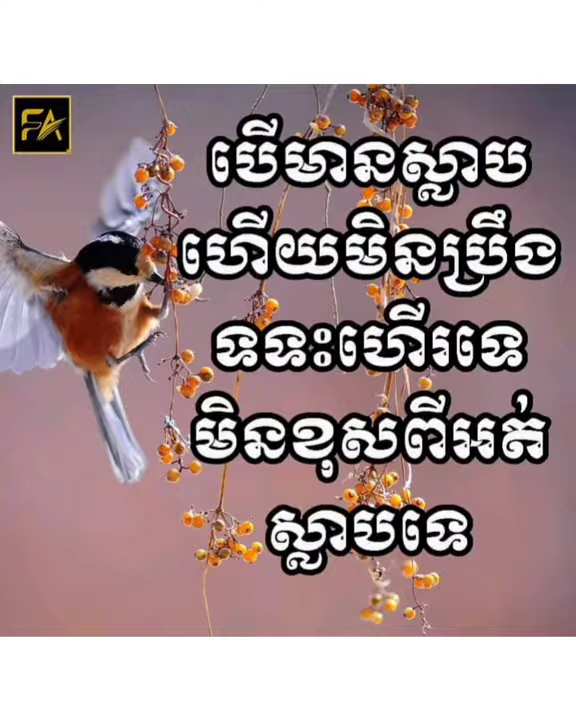 FA
បើមានស្លាប
ហើយមិនប្រឹង
ទទះហើរទេ
មិនខុសពីអត់
ស្លាបទេ